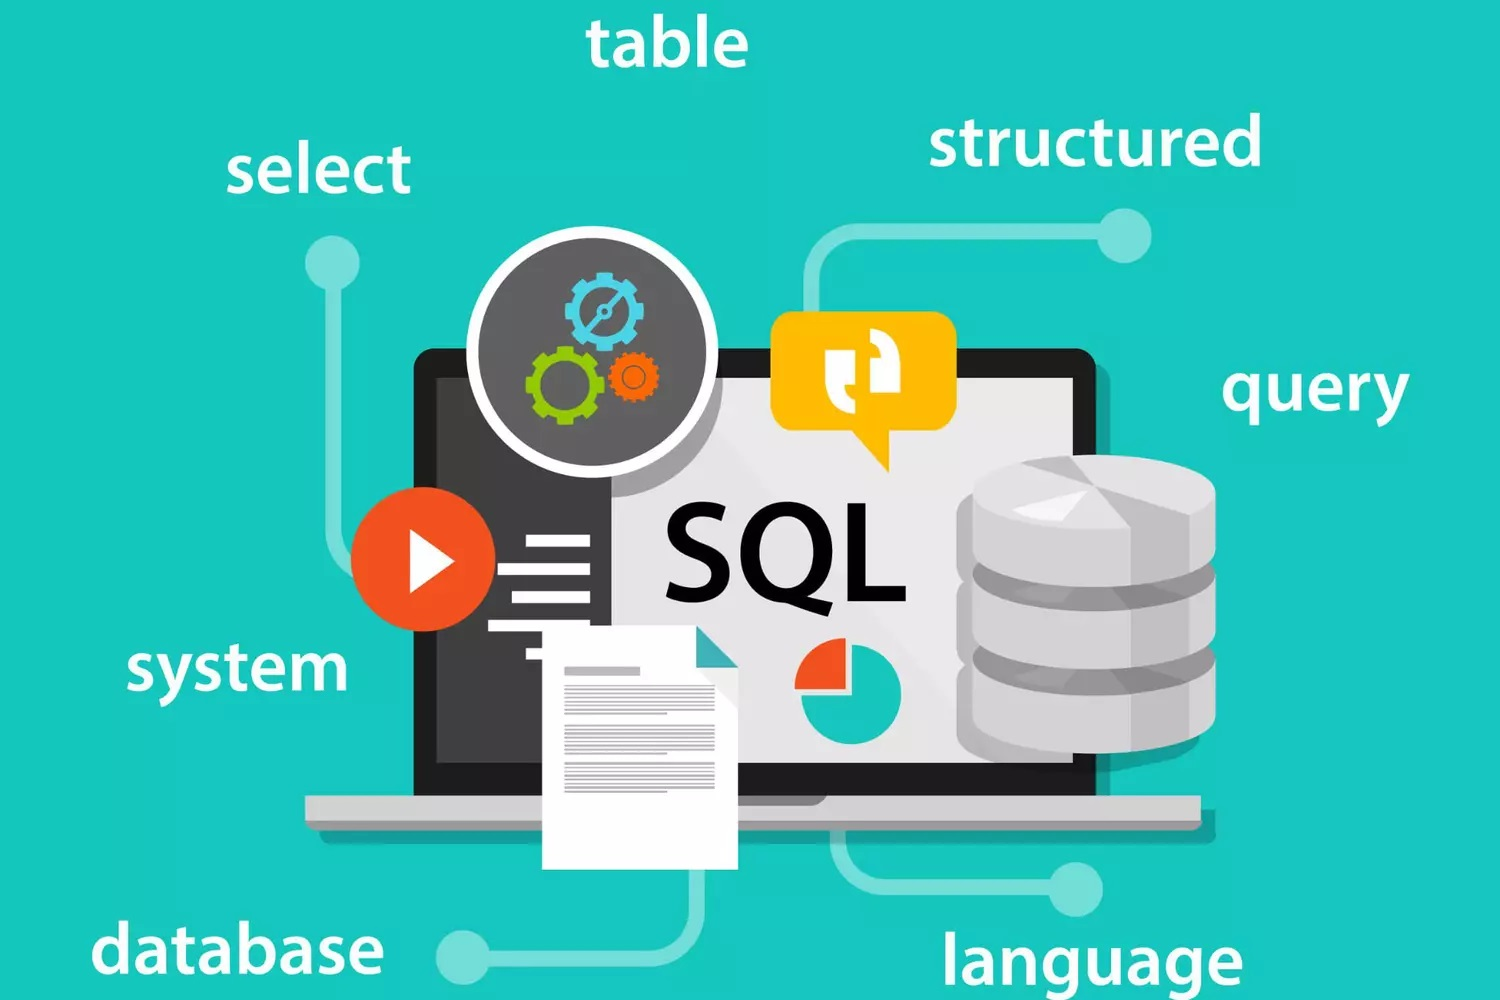 table
structured
select
query
SQL
system
database
language